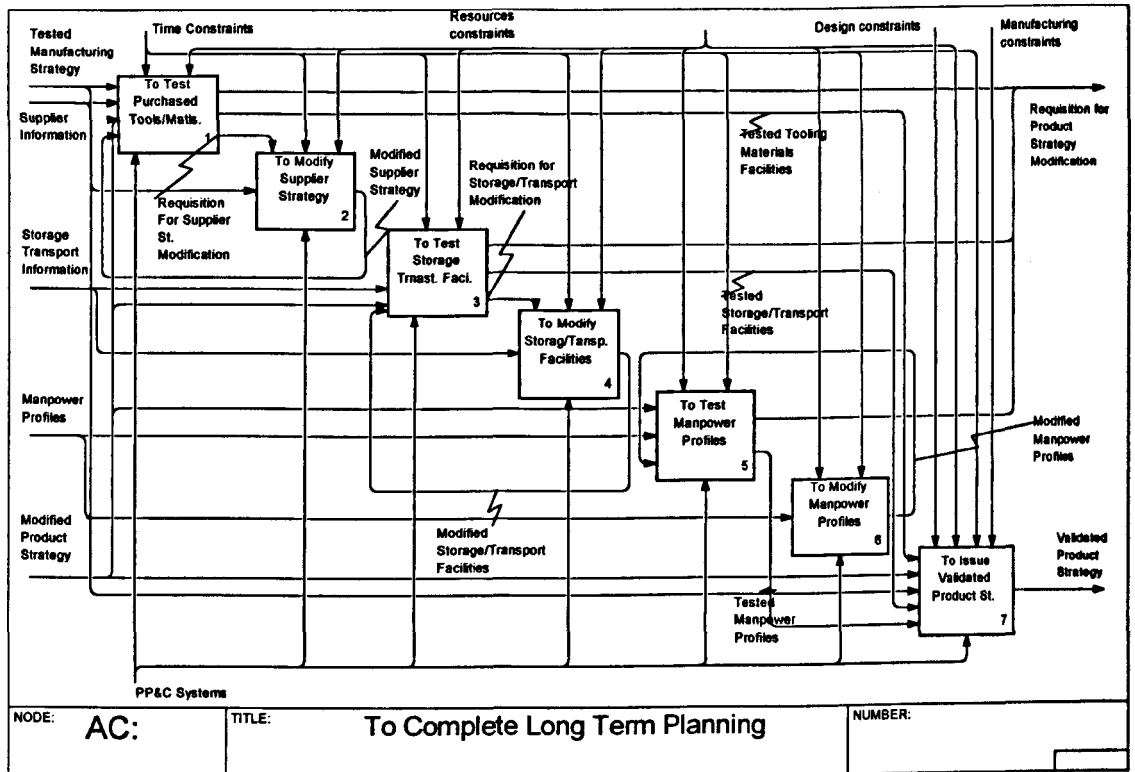 Tested
Manufacturing
Strategy
Time Constraints
Resources
constraints
Design constraints
Manufacturing
constraints
To Test
Purchased
Tools/Matls.
1
Supplier
Information
Requisition for
Product
Strategy
Modification
Tested Tooling
Materials
Facilities
To Modify
Supplier
Strategy
2
Modified
Supplier
Strategy
Requisition for
Storage/Transport
Modification
Requisition
For Supplier
St.
Modification
Storage
Transport
Information
To Test
Storage
Trnast. Faci.
3
Tested
Storage/Transport
Facilities
To Modify
Storag/Tansp.
Facilities
4
Manpower
Profiles
To Test
Manpower
Profiles
5
Modified
Manpower
Profiles
To Modify
Manpower
Profiles
6
Modified
Product
Strategy
Modified
Storage/Transport
Facilities
To Issue
Validated
Product St.
7
Validated
Product
Strategy
Tested
Manpower
Profiles
PP&C Systems
NODE:
AC:
TITLE:
To Complete Long Term Planning
NUMBER: